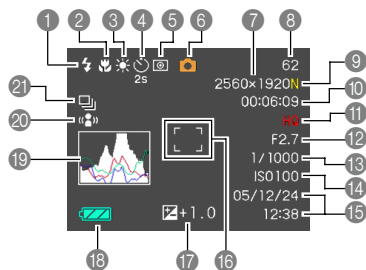 ② ③ ④ ⑤ ⑥ ⑦ ⑧
① 62
2s
2560×1920N ⑨
㉑ 00:06:09 ⑩
⑳ ⑪
F2.7 ⑫
⑲ 1/1000 ⑬
ISO100 ⑭
05/12/24 ⑮
+1.0 12:38
⑱ ⑰ ⑯